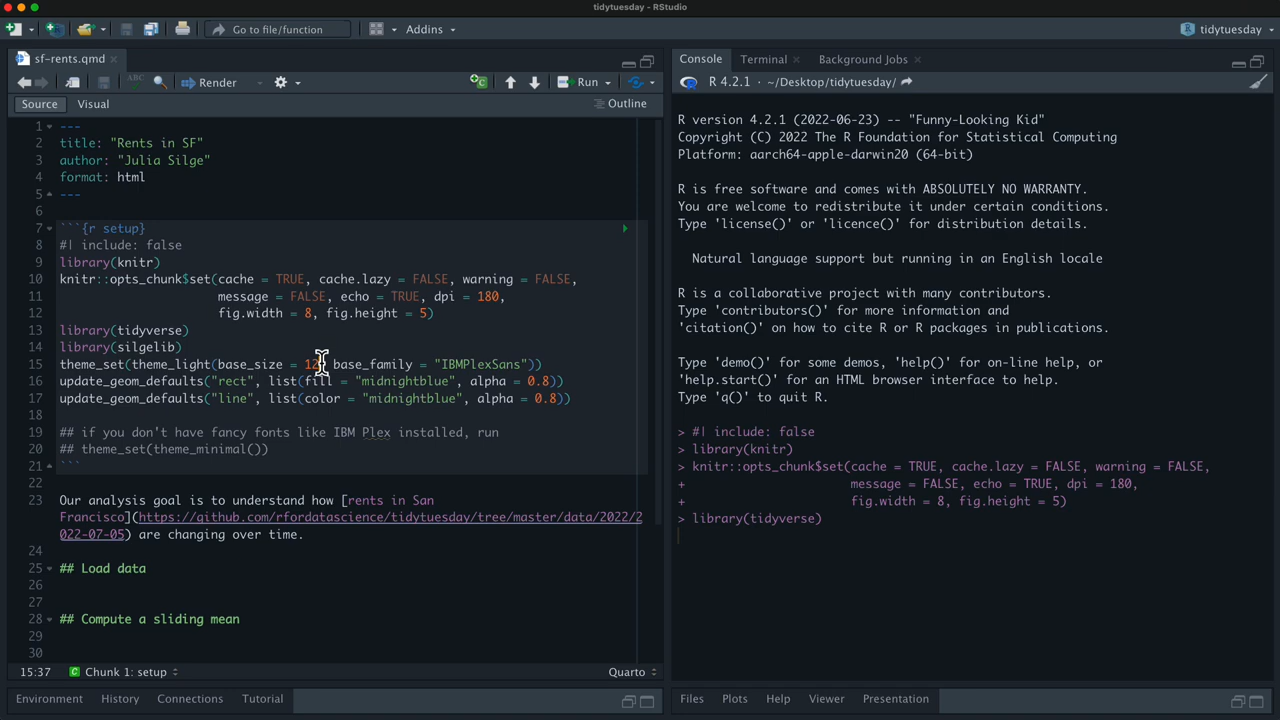 tidytuesday - RStudio
Go to file/function
Addins
tidytuesday
sf-rents.qmd
Render
Run
Source Visual
Outline
1 ---
2 title: "Rents in SF"
3 author: "Julia Silge"
4 format: html
5 ---
6
7 ```{r setup}
8 #| include: false
9 library(knitr)
10 knitr::opts_chunk$set(cache = TRUE, cache.lazy = FALSE, warning = FALSE,
11 message = FALSE, echo = TRUE, dpi = 180,
12 fig.width = 8, fig.height = 5)
13 library(tidyverse)
14 library(silgelib)
15 theme_set(theme_light(base_size = 12, base_family = "IBMPlexSans"))
16 update_geom_defaults("rect", list(fill = "midnightblue", alpha = 0.8))
17 update_geom_defaults("line", list(color = "midnightblue", alpha = 0.8))
18
19 ## if you don't have fancy fonts like IBM Plex installed, run
20 ## theme_set(theme_minimal())
21 ```
22
23 Our analysis goal is to understand how [rents in San
Francisco](https://github.com/rfordatascience/tidytuesday/tree/master/data/2022/2
022-07-05) are changing over time.
24
25 ## Load data
26
27
28 ## Compute a sliding mean
29
30
15:37 Chunk 1: setup Quarto
Environment History Connections Tutorial
Console Terminal Background Jobs
R 4.2.1 · ~/Desktop/tidytuesday/
R version 4.2.1 (2022-06-23) -- "Funny-Looking Kid"
Copyright (C) 2022 The R Foundation for Statistical Computing
Platform: aarch64-apple-darwin20 (64-bit)
R is free software and comes with ABSOLUTELY NO WARRANTY.
You are welcome to redistribute it under certain conditions.
Type 'license()' or 'licence()' for distribution details.
Natural language support but running in an English locale
R is a collaborative project with many contributors.
Type 'contributors()' for more information and
'citation()' on how to cite R or R packages in publications.
Type 'demo()' for some demos, 'help()' for on-line help, or
'help.start()' for an HTML browser interface to help.
Type 'q()' to quit R.
> #| include: false
> library(knitr)
> knitr::opts_chunk$set(cache = TRUE, cache.lazy = FALSE, warning = FALSE,
+ message = FALSE, echo = TRUE, dpi = 180,
+ fig.width = 8, fig.height = 5)
> library(tidyverse)
Files Plots Help Viewer Presentation